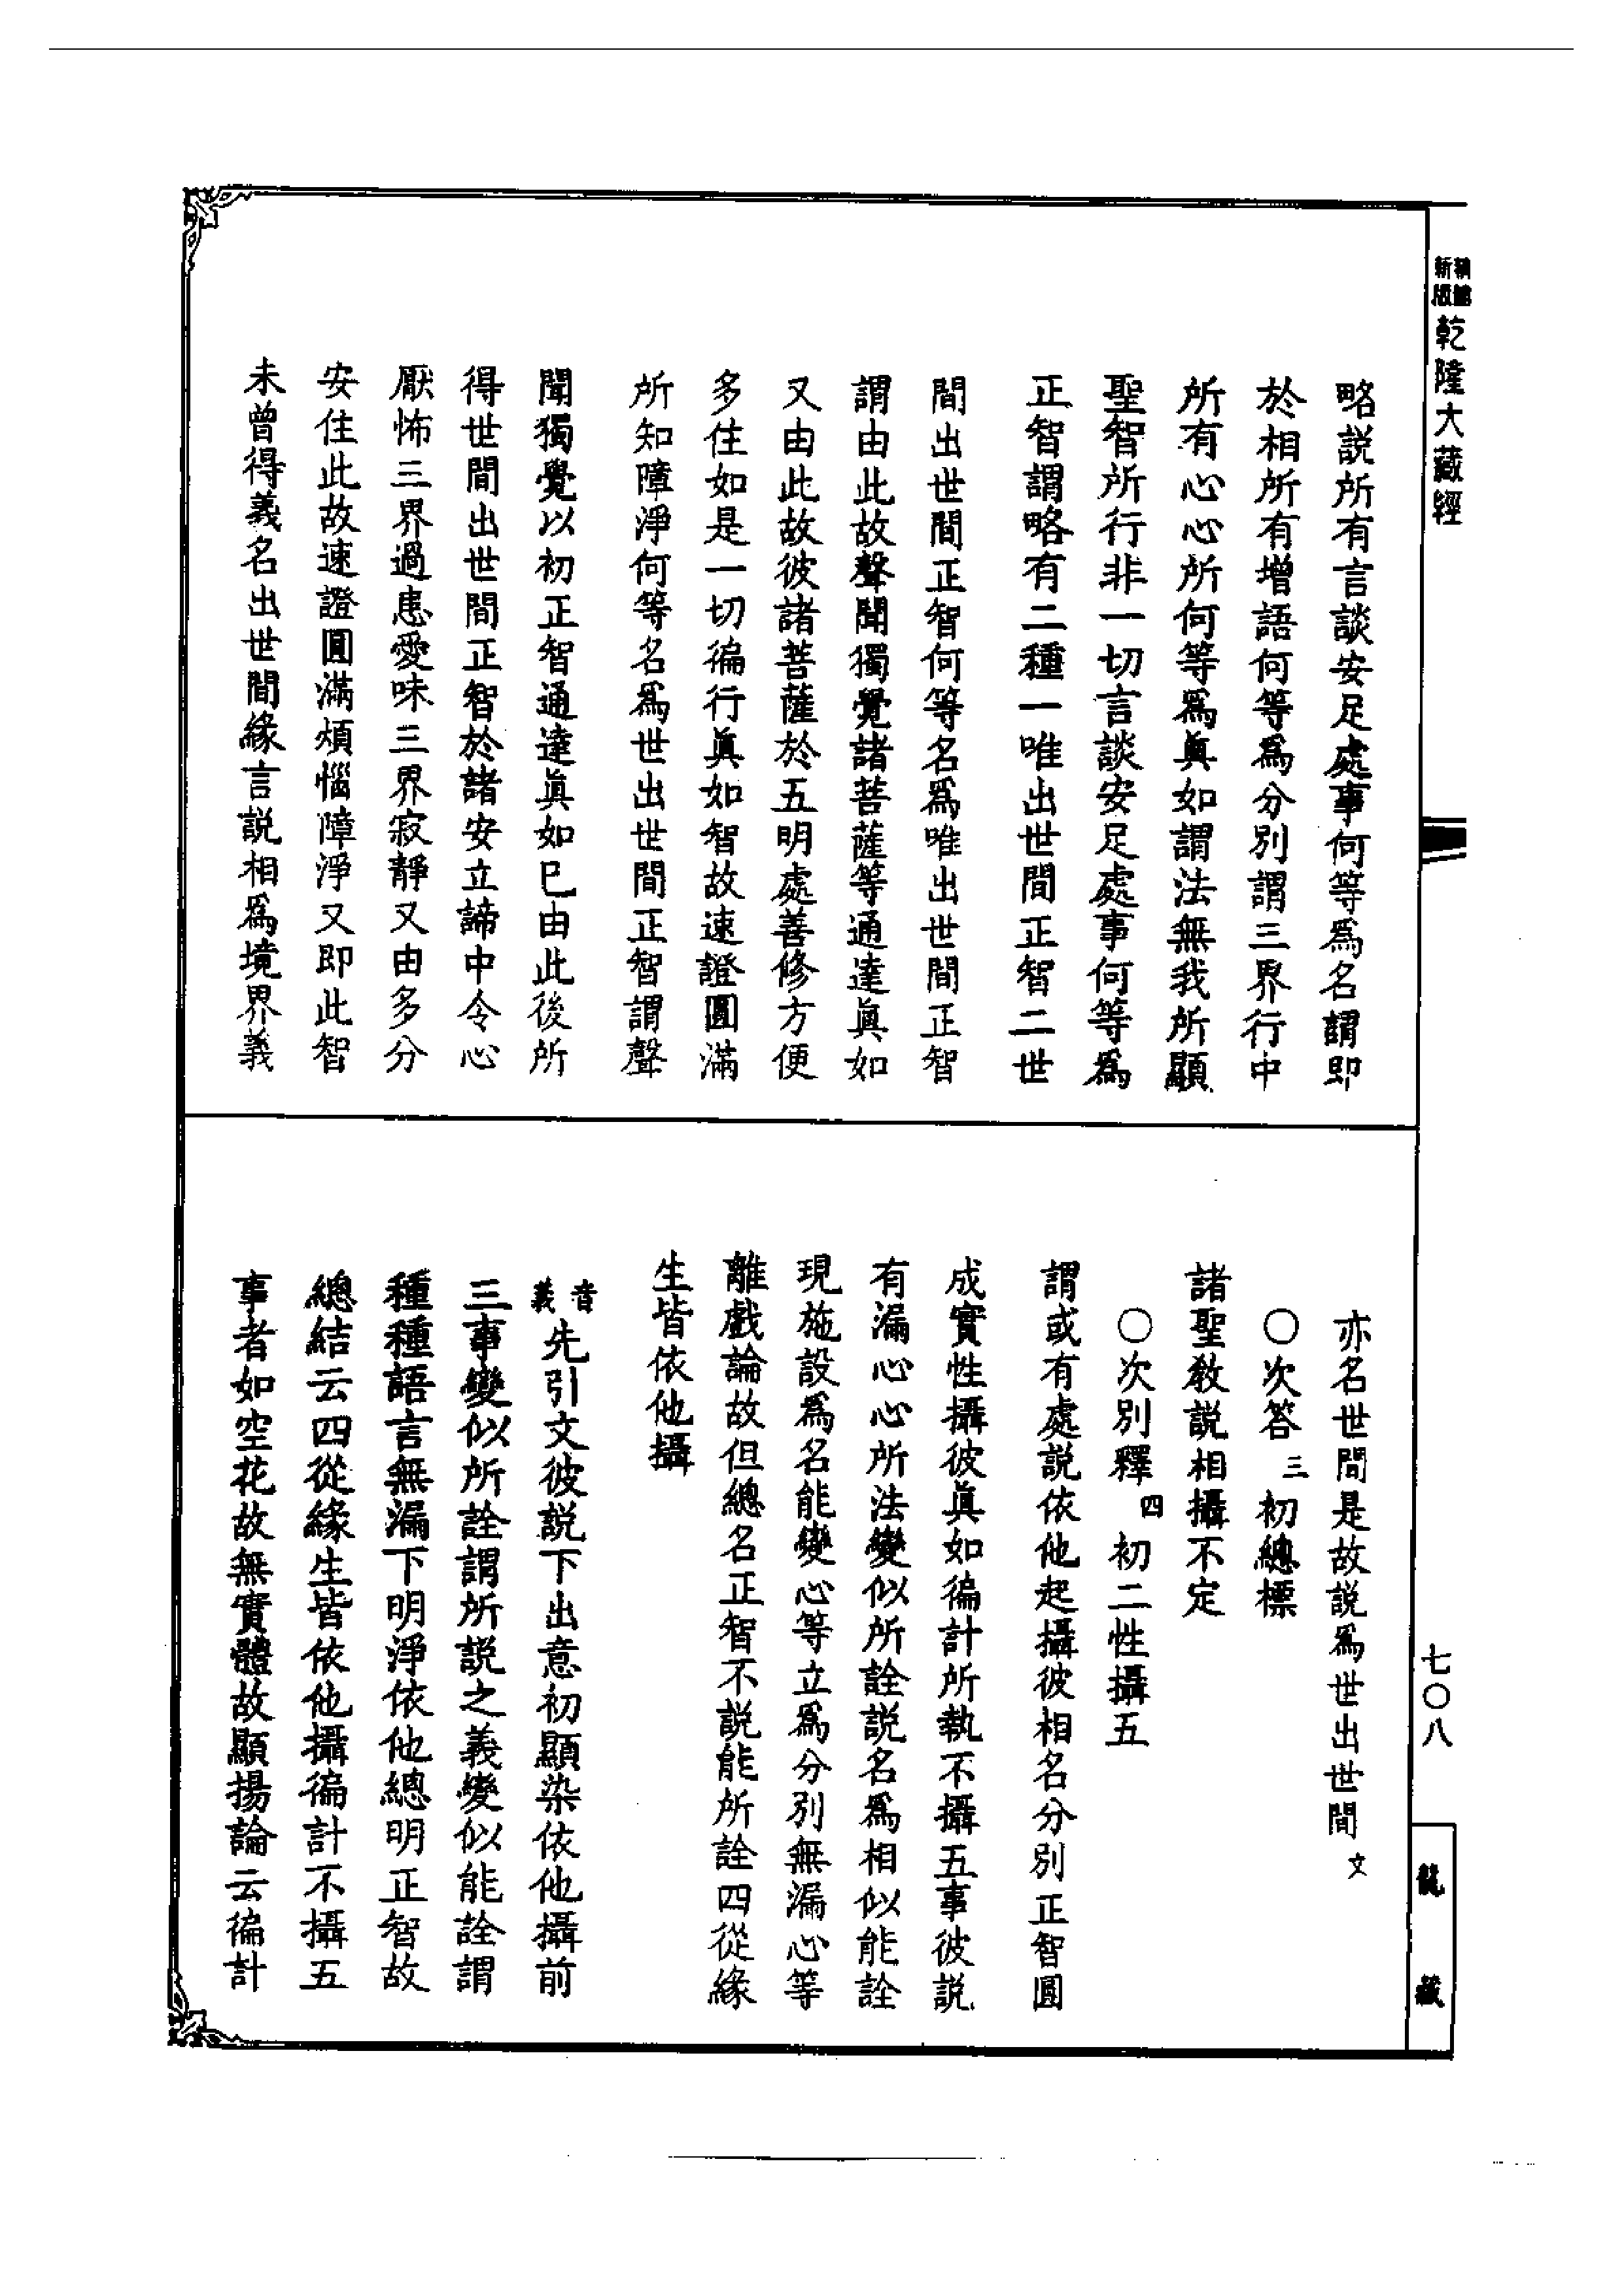 新版
乾隆大藏經
略説所有言談安足處事何等爲名謂即
於相所有增語何等爲分別謂三界行中
所有心心所何等爲眞如謂法無我所顯
聖智所行非一切言談安足處事何等爲
正智謂略有二種一唯出世間正智二世
間出世間正智何等名爲唯出世間正智
謂由此故聲聞獨覺諸菩薩等通達眞如
又由此故彼諸菩薩於五明處善修方便
多住如是一切徧行眞如智故速證圓滿
所知障淨何等名爲世出世間正智謂聲
聞獨覺以初正智通達眞如已由此後所
得世間出世間正智於諸安立諦中令心
厭怖三界過患愛味三界寂靜又由多分
安住此故速證圓滿煩惱障淨又即此智
未曾得義名出世間緣言説相爲境界義
亦名世間是故説爲世出世間文
○次答三初總標
諸聖教説相攝不定
○次別釋四初二性攝五
謂或有處説依他起攝彼相名分別正智圓
成實性攝彼眞如徧計所執不攝五事彼説
有漏心心所法變似所詮説名爲相似能詮
現施設爲名能變心等立爲分別無漏心等
離戲論故但總名正智不説能所詮四從緣
生皆依他攝
音義先引文彼説下出意初顯染依他攝前
三事變似所詮謂所説之義變似能詮謂
種種語言無漏下明淨依他總明正智故
總結云四從緣生皆依他攝徧計不攝五
事者如空花故無實體故顯揚論云徧計
七〇八
龍藏